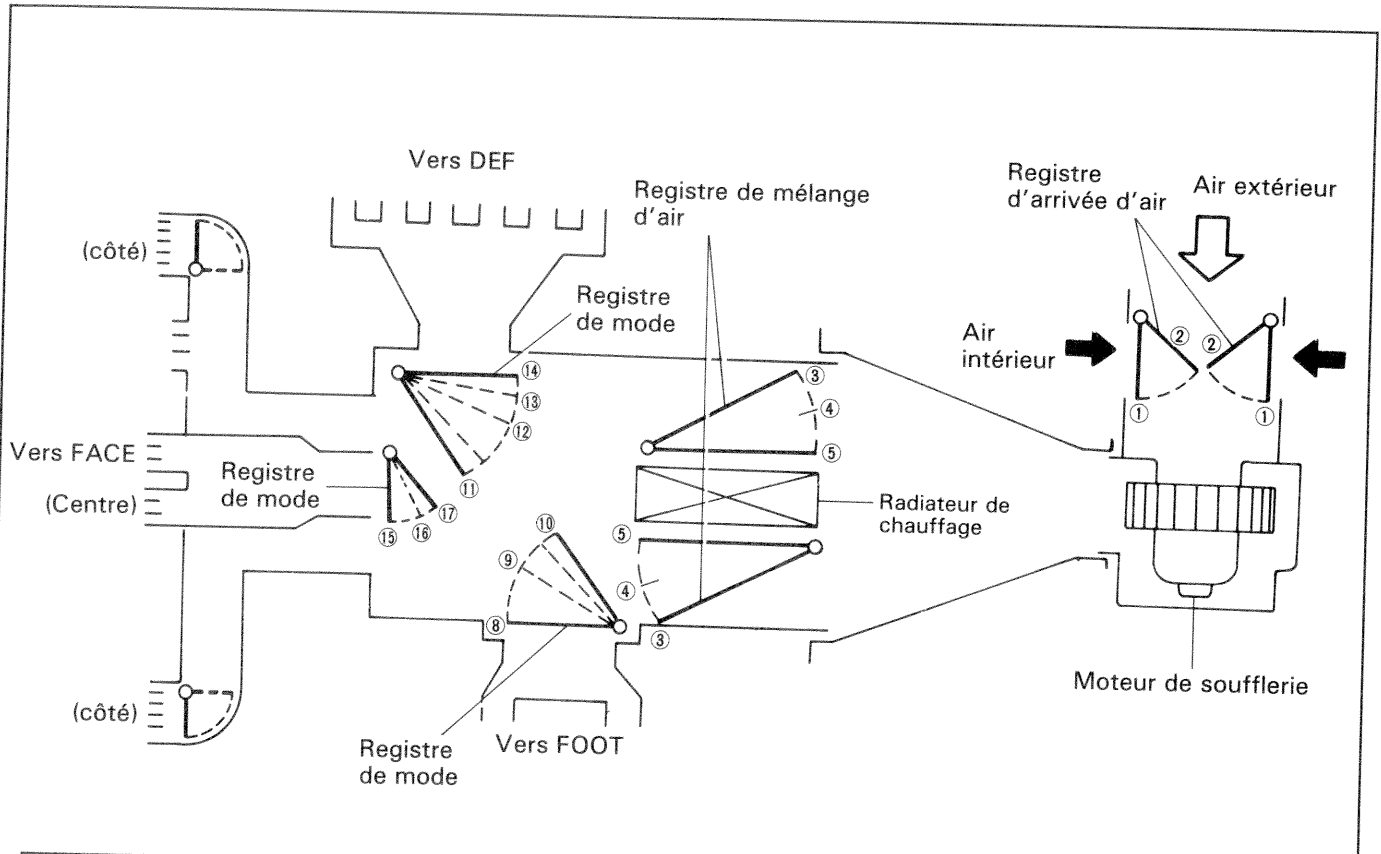 Vers DEF
Registre de mélange
d'air
Registre
d'arrivée d'air
Air extérieur
(côté)
Registre
de mode
Air
intérieur
② ②
① ①
⑭
⑬
⑫
⑪
③
④
⑤
Vers FACE
(Centre)
Registre
de mode
⑮ ⑯ ⑰
Radiateur de
chauffage
⑩
⑨
⑧
⑤
④
③
(côté)
Registre
de mode
Vers FOOT
Moteur de soufflerie